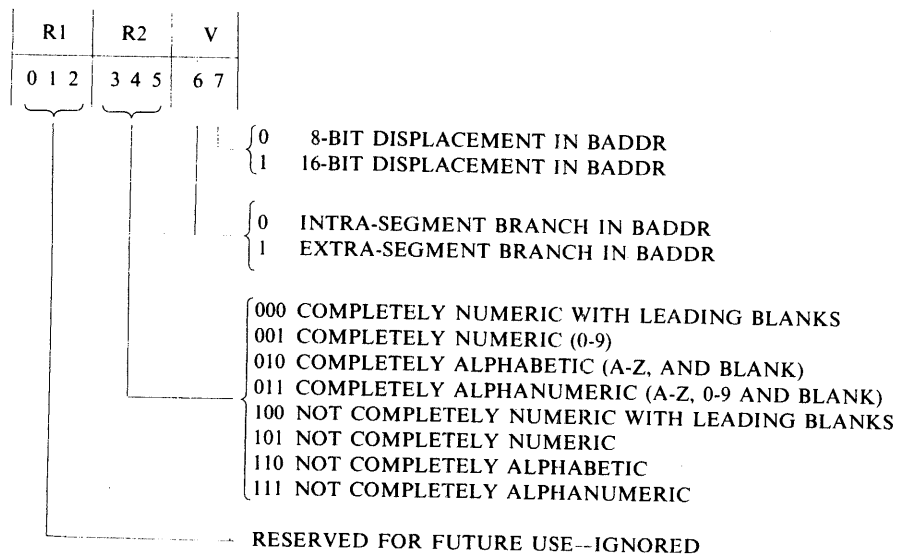 R1 R2 V
0 1 2 3 4 5 6 7
0 8-BIT DISPLACEMENT IN BADDR
1 16-BIT DISPLACEMENT IN BADDR
0 INTRA-SEGMENT BRANCH IN BADDR
1 EXTRA-SEGMENT BRANCH IN BADDR
000 COMPLETELY NUMERIC WITH LEADING BLANKS
001 COMPLETELY NUMERIC (0-9)
010 COMPLETELY ALPHABETIC (A-Z, AND BLANK)
011 COMPLETELY ALPHANUMERIC (A-Z, 0-9 AND BLANK)
100 NOT COMPLETELY NUMERIC WITH LEADING BLANKS
101 NOT COMPLETELY NUMERIC
110 NOT COMPLETELY ALPHABETIC
111 NOT COMPLETELY ALPHANUMERIC
RESERVED FOR FUTURE USE--IGNORED